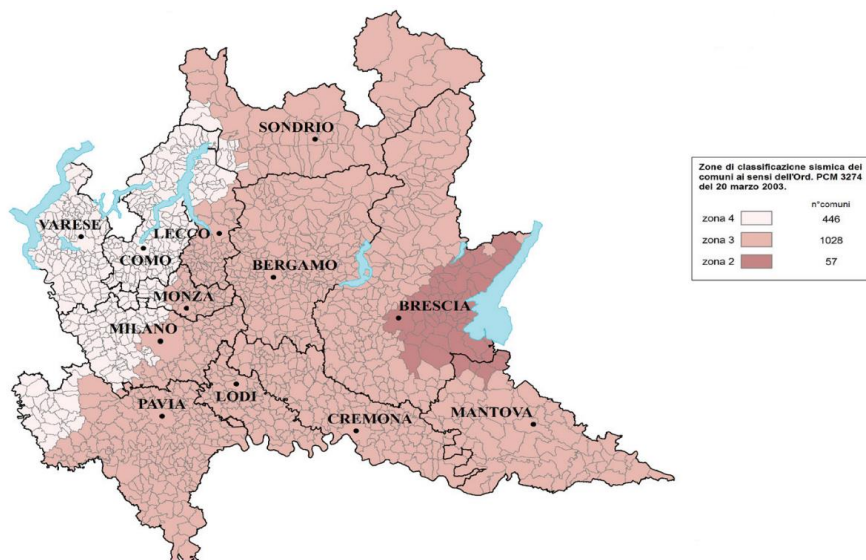 SONDRIO
VARESE
LECCO
COMO
BERGAMO
MONZA
BRESCIA
MILANO
LODI
PAVIA
CREMONA
MANTOVA
Zone di classificazione sismica dei
comuni ai sensi dell'Ord. PCM 3274
del 20 marzo 2003.
n°comuni
zona 4 446
zona 3 1028
zona 2 57